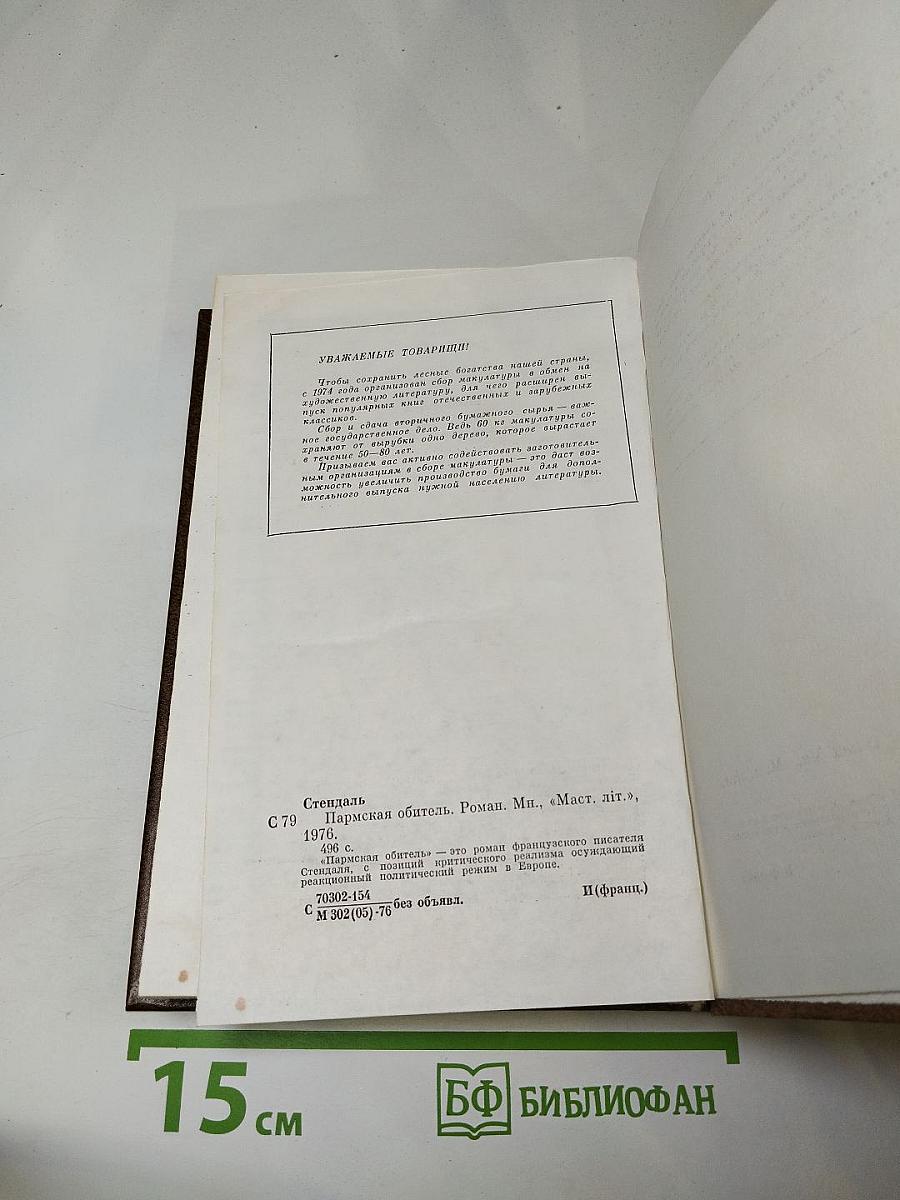 УВАЖАЕМЫЕ ТОВАРИЩИ!
Чтобы сохранить лесные богатства нашей страны,
с 1974 года организован сбор макулатуры в обмен на
художественную литературу, для чего расширен вы-
пуск популярных книг отечественных и зарубежных
классиков.
Сбор и сдача вторичного бумажного сырья — важ-
ное государственное дело. Ведь 60 кг макулатуры со-
храняют от вырубки одно дерево, которое вырастает
в течение 50—80 лет.
Призываем вас активно содействовать заготовитель-
ным организациям в сборе макулатуры — это даст воз-
можность увеличить производство бумаги для допол-
нительного выпуска нужной населению литературы.
Стендаль
С 79 Пармская обитель. Роман. Мн., «Маст. літ.»,
1976.
496 с.
«Пармская обитель» — это роман французского писателя
Стендаля, с позиций критического реализма осуждающий
реакционный политический режим в Европе.
С 70302-154
М 302(05)-76 без объявл. И(франц.)
15 см
БФ БИБЛИОФАН